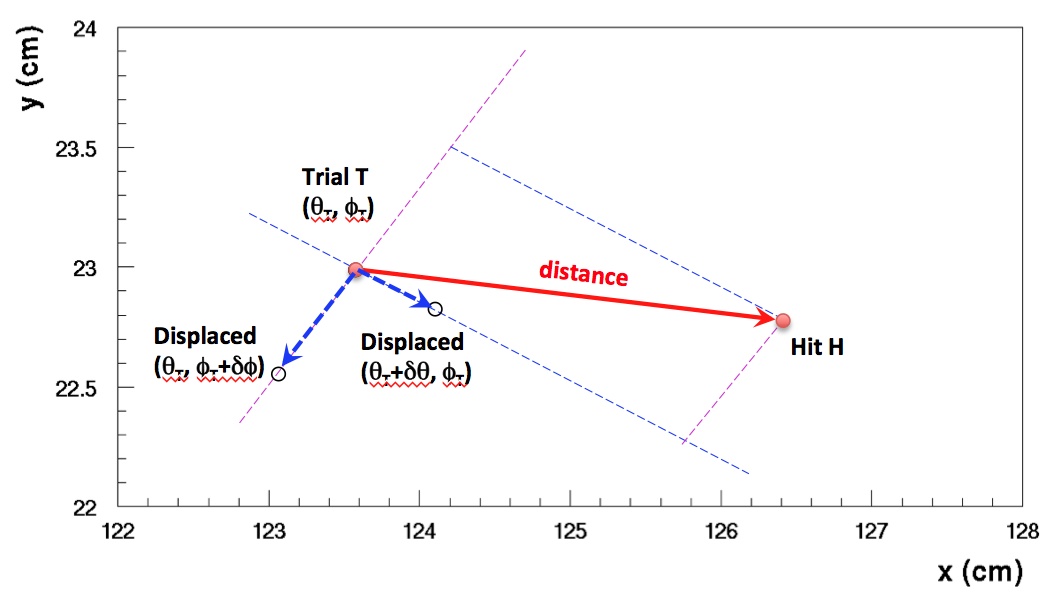 24
y (cm)
23.5
23
22.5
22
Trial T
(θT, ϕT)
distance
Displaced
(θT, ϕT+δϕ)
Displaced
(θT+δθ, ϕT)
Hit H
122
123
124
125
126
127
128
x (cm)